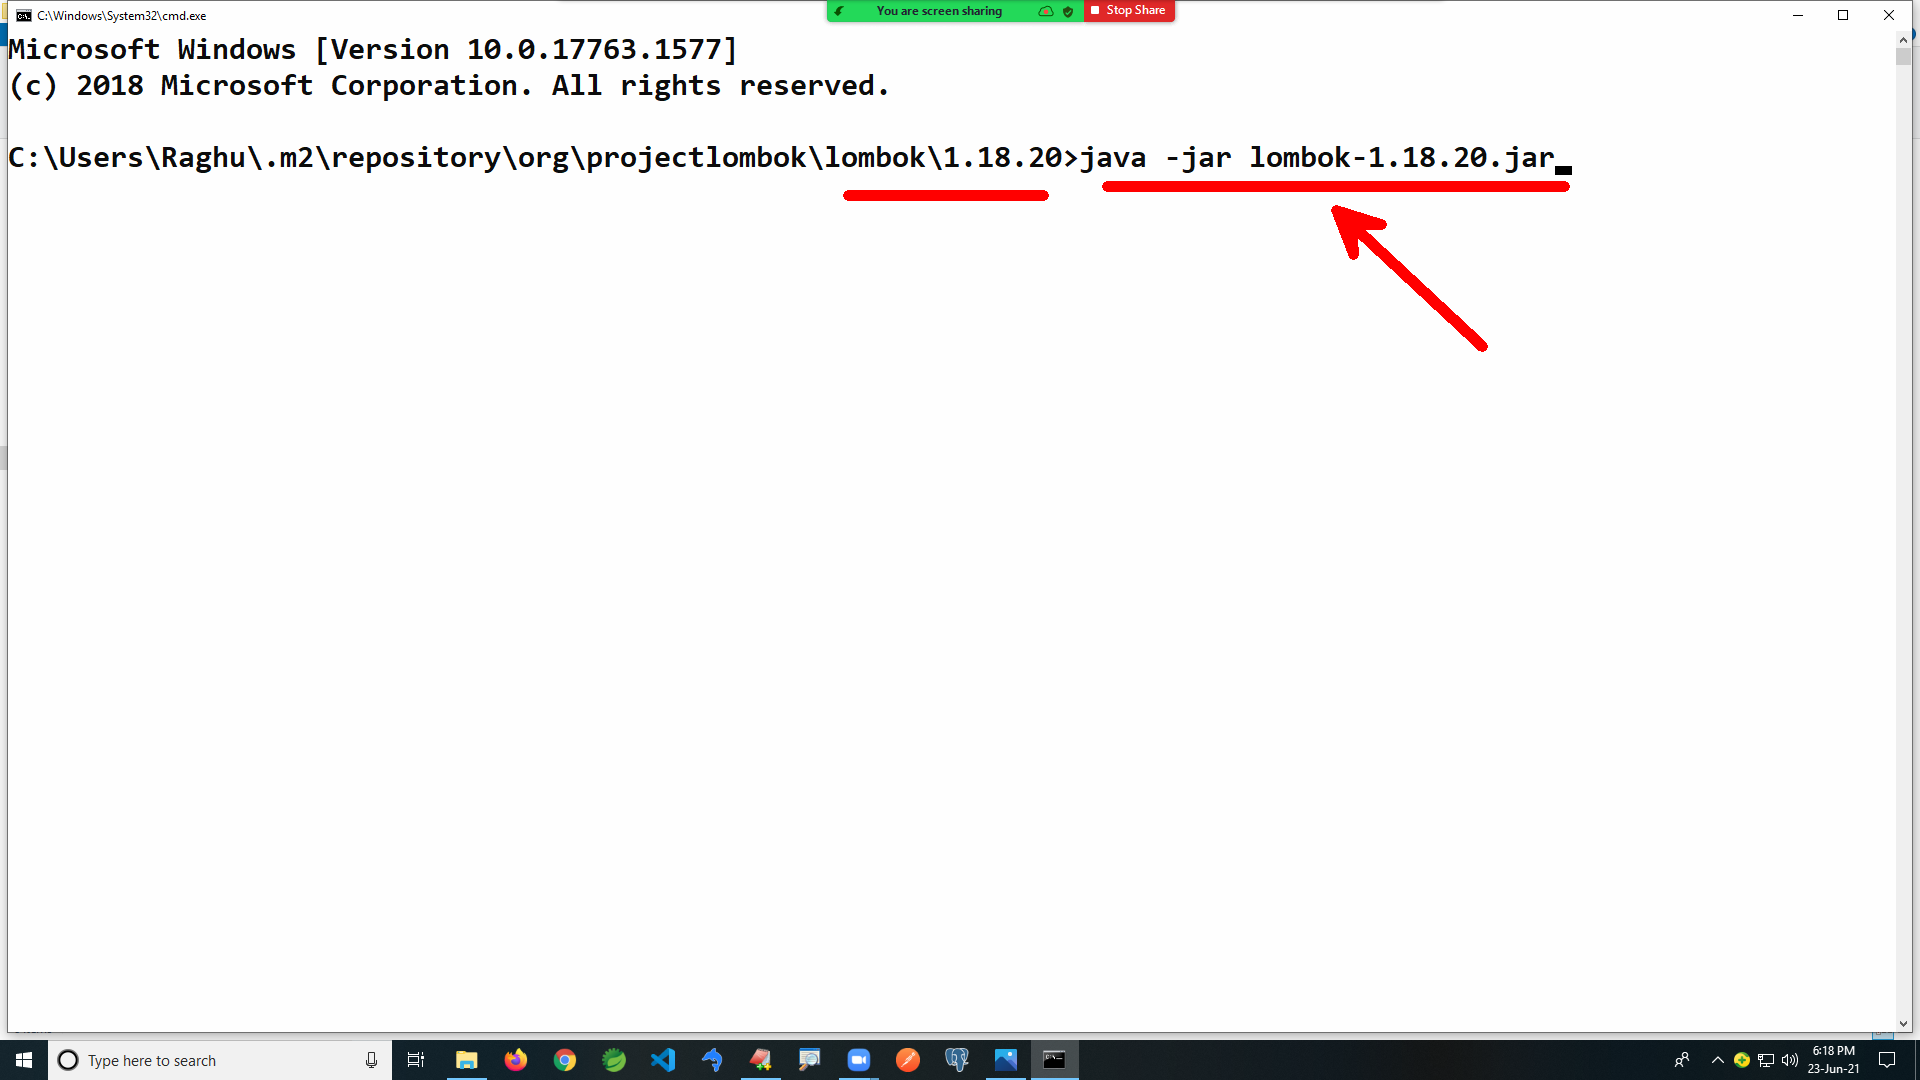 C:\Windows\System32\cmd.exe
You are screen sharing
Stop Share
Microsoft Windows [Version 10.0.17763.1577]
(c) 2018 Microsoft Corporation. All rights reserved.
C:\Users\Raghu\.m2\repository\org\projectlombok\lombok\1.18.20>java -jar lombok-1.18.20.jar
Type here to search
6:18 PM
23-Jun-21